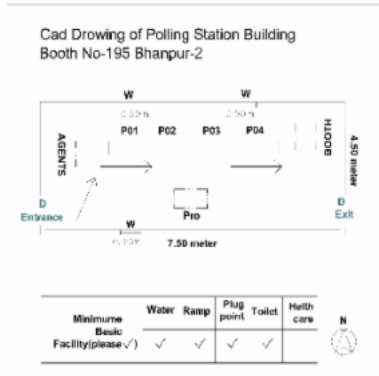 Cad Drowing of Polling Station Building
Booth No-195 Bhanpur-2
W W
P01 P02 P03 P04
AGENTS
BOOTH
4.50 meter
D
Entrance
D
Exit
Pro
W
7.50 meter
Minimume
Basic
Facility(please✓)
Water Ramp Plug point Toilet Helth care
✓ ✓ ✓ ✓
N